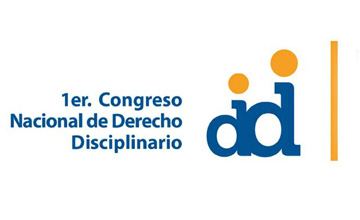 1er. Congreso
Nacional de Derecho
Disciplinario